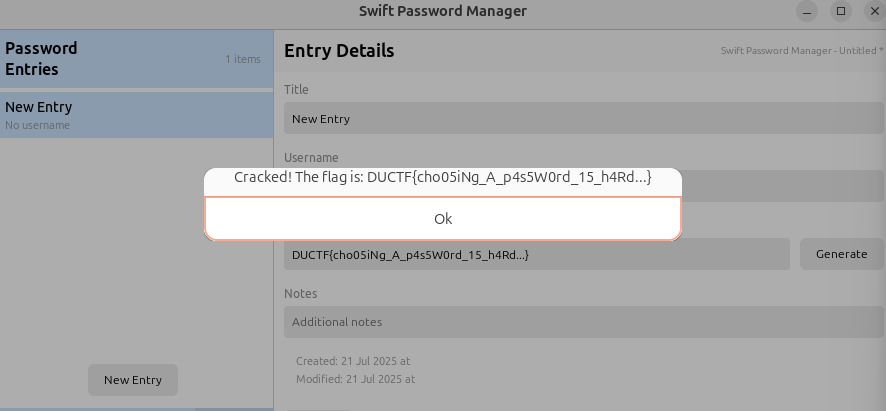 Swift Password Manager
Password
Entries
1 items
New Entry
No username
New Entry
Entry Details
Swift Password Manager - Untitled *
Title
New Entry
Username
Cracked! The flag is: DUCTF{cho05iNg_A_p4s5W0rd_15_h4Rd...}
Ok
DUCTF{cho05iNg_A_p4s5W0rd_15_h4Rd...}
Generate
Notes
Additional notes
Created: 21 Jul 2025 at
Modified: 21 Jul 2025 at